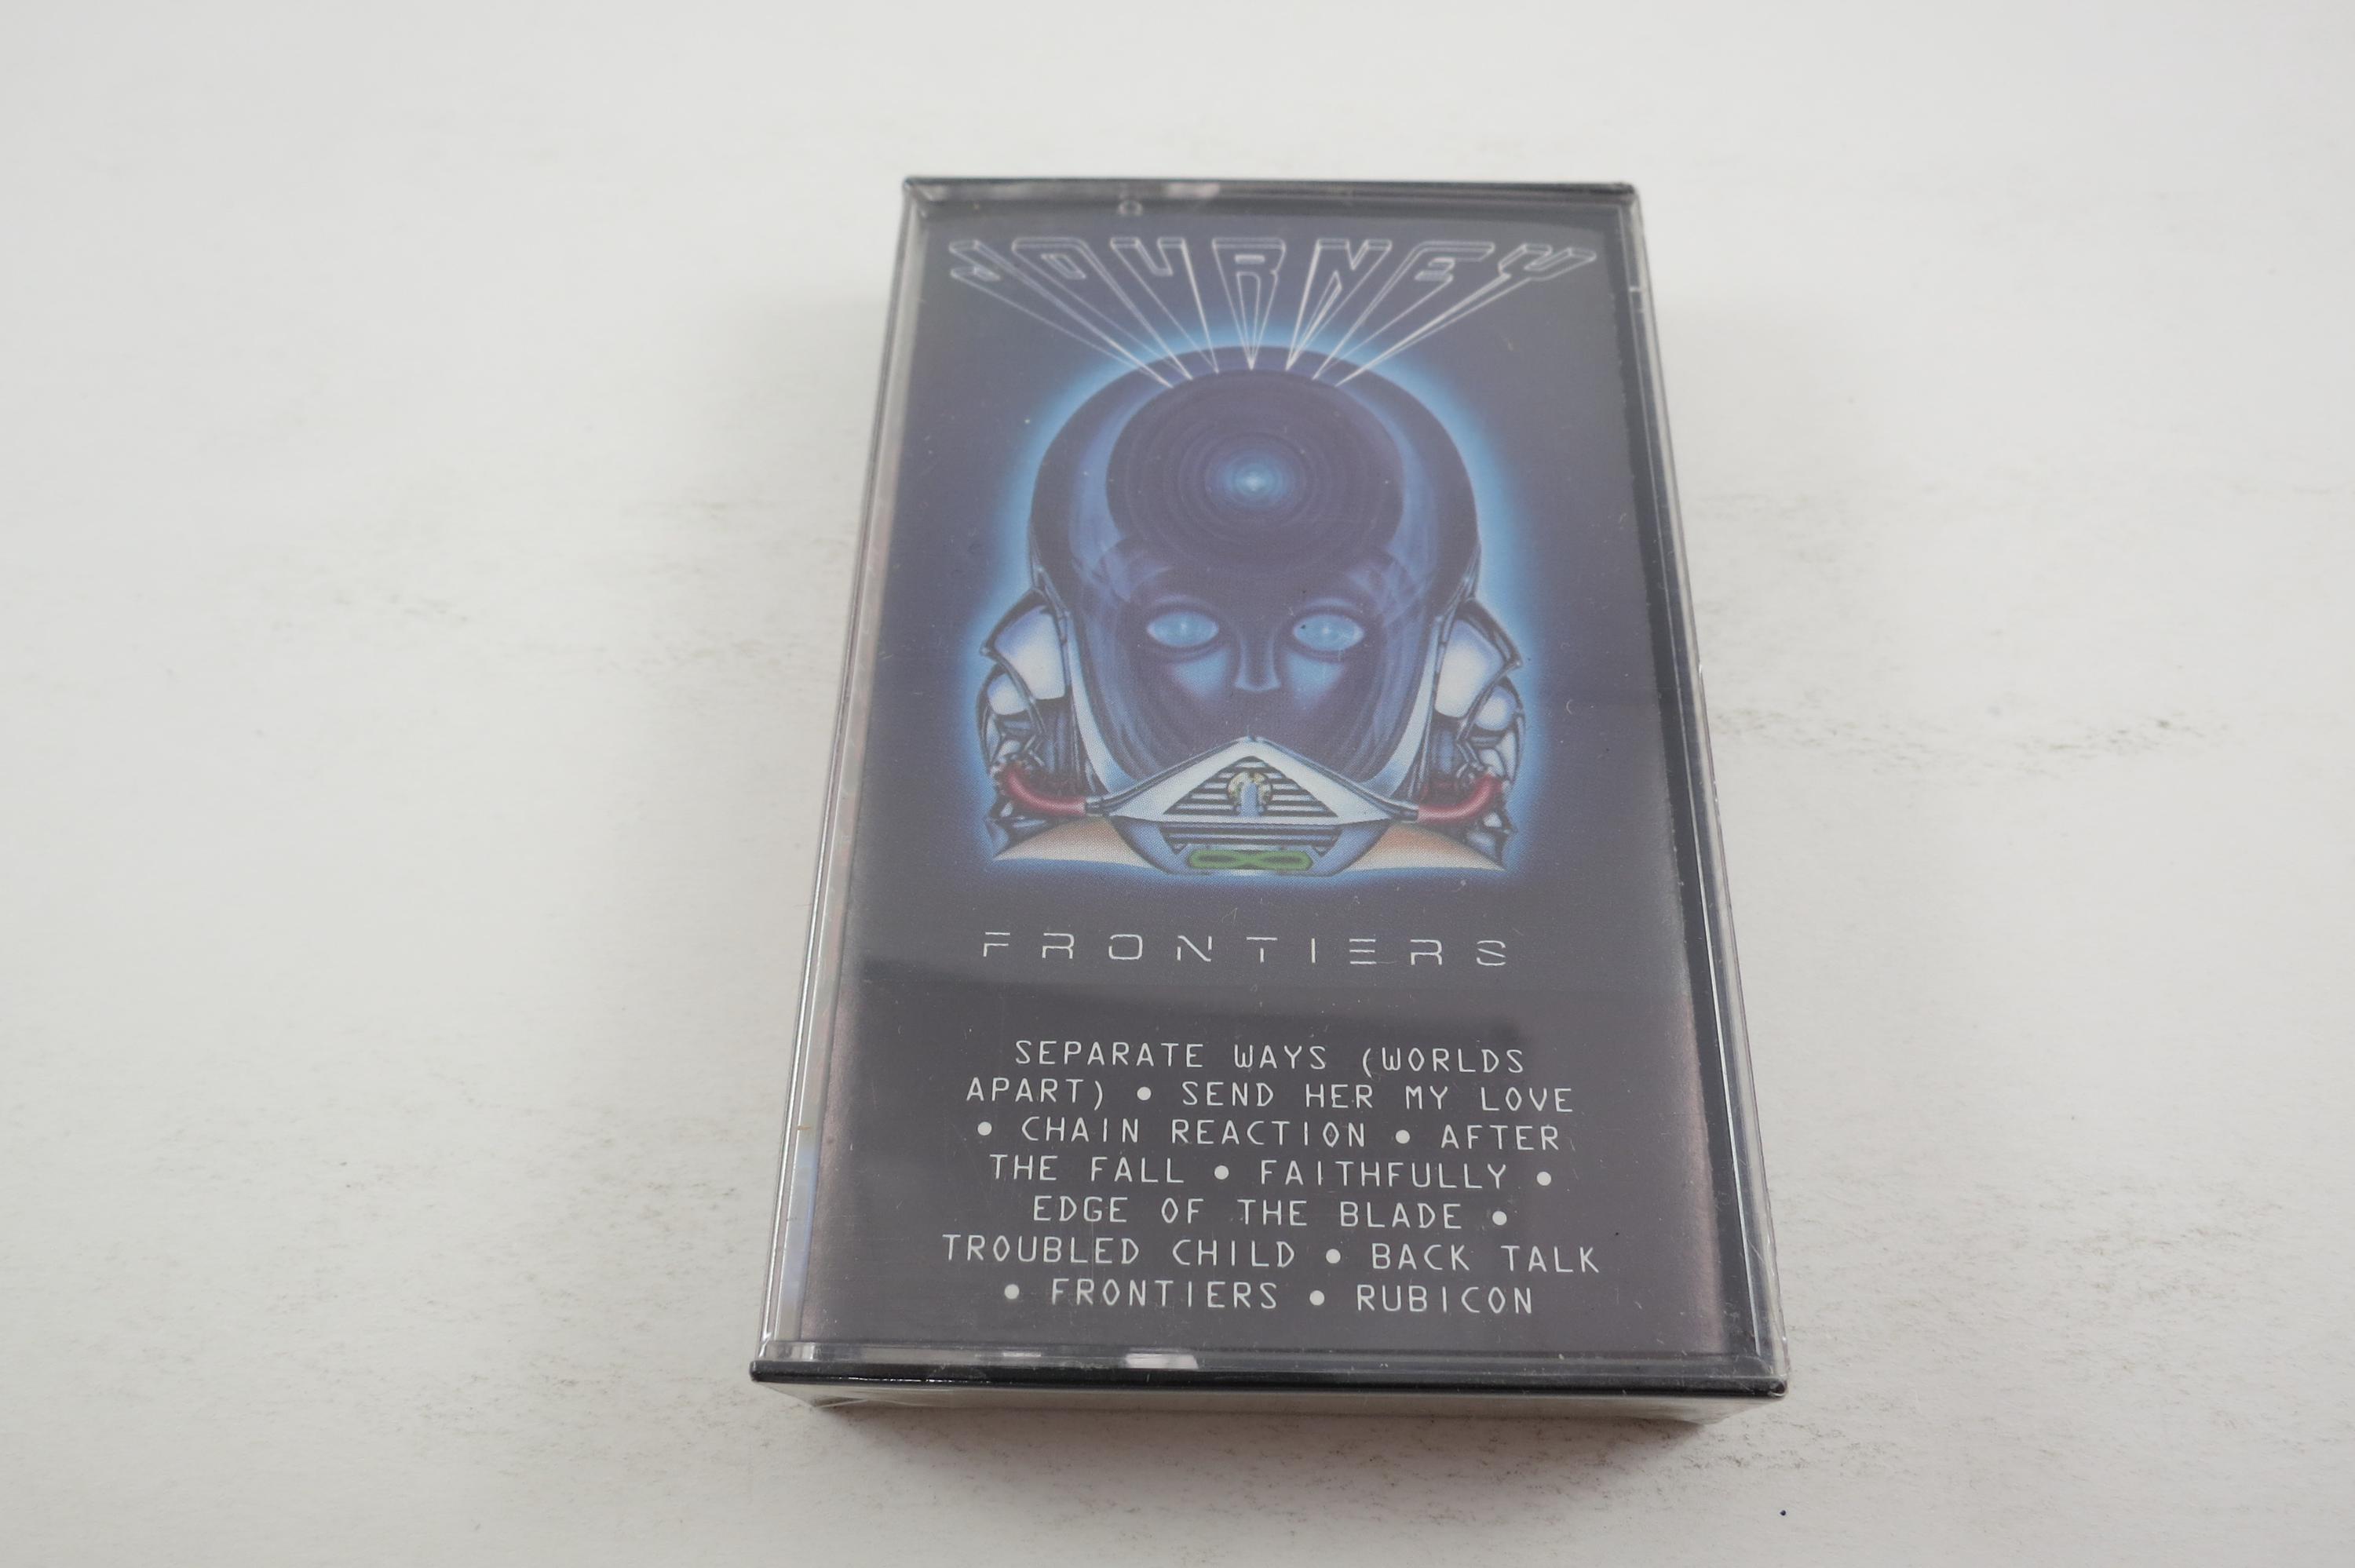 JOURNEY
FRONTIERS
SEPARATE WAYS (WORLDS
APART) • SEND HER MY LOVE
• CHAIN REACTION • AFTER
THE FALL • FAITHFULLY •
EDGE OF THE BLADE •
TROUBLED CHILD • BACK TALK
• FRONTIERS • RUBICON